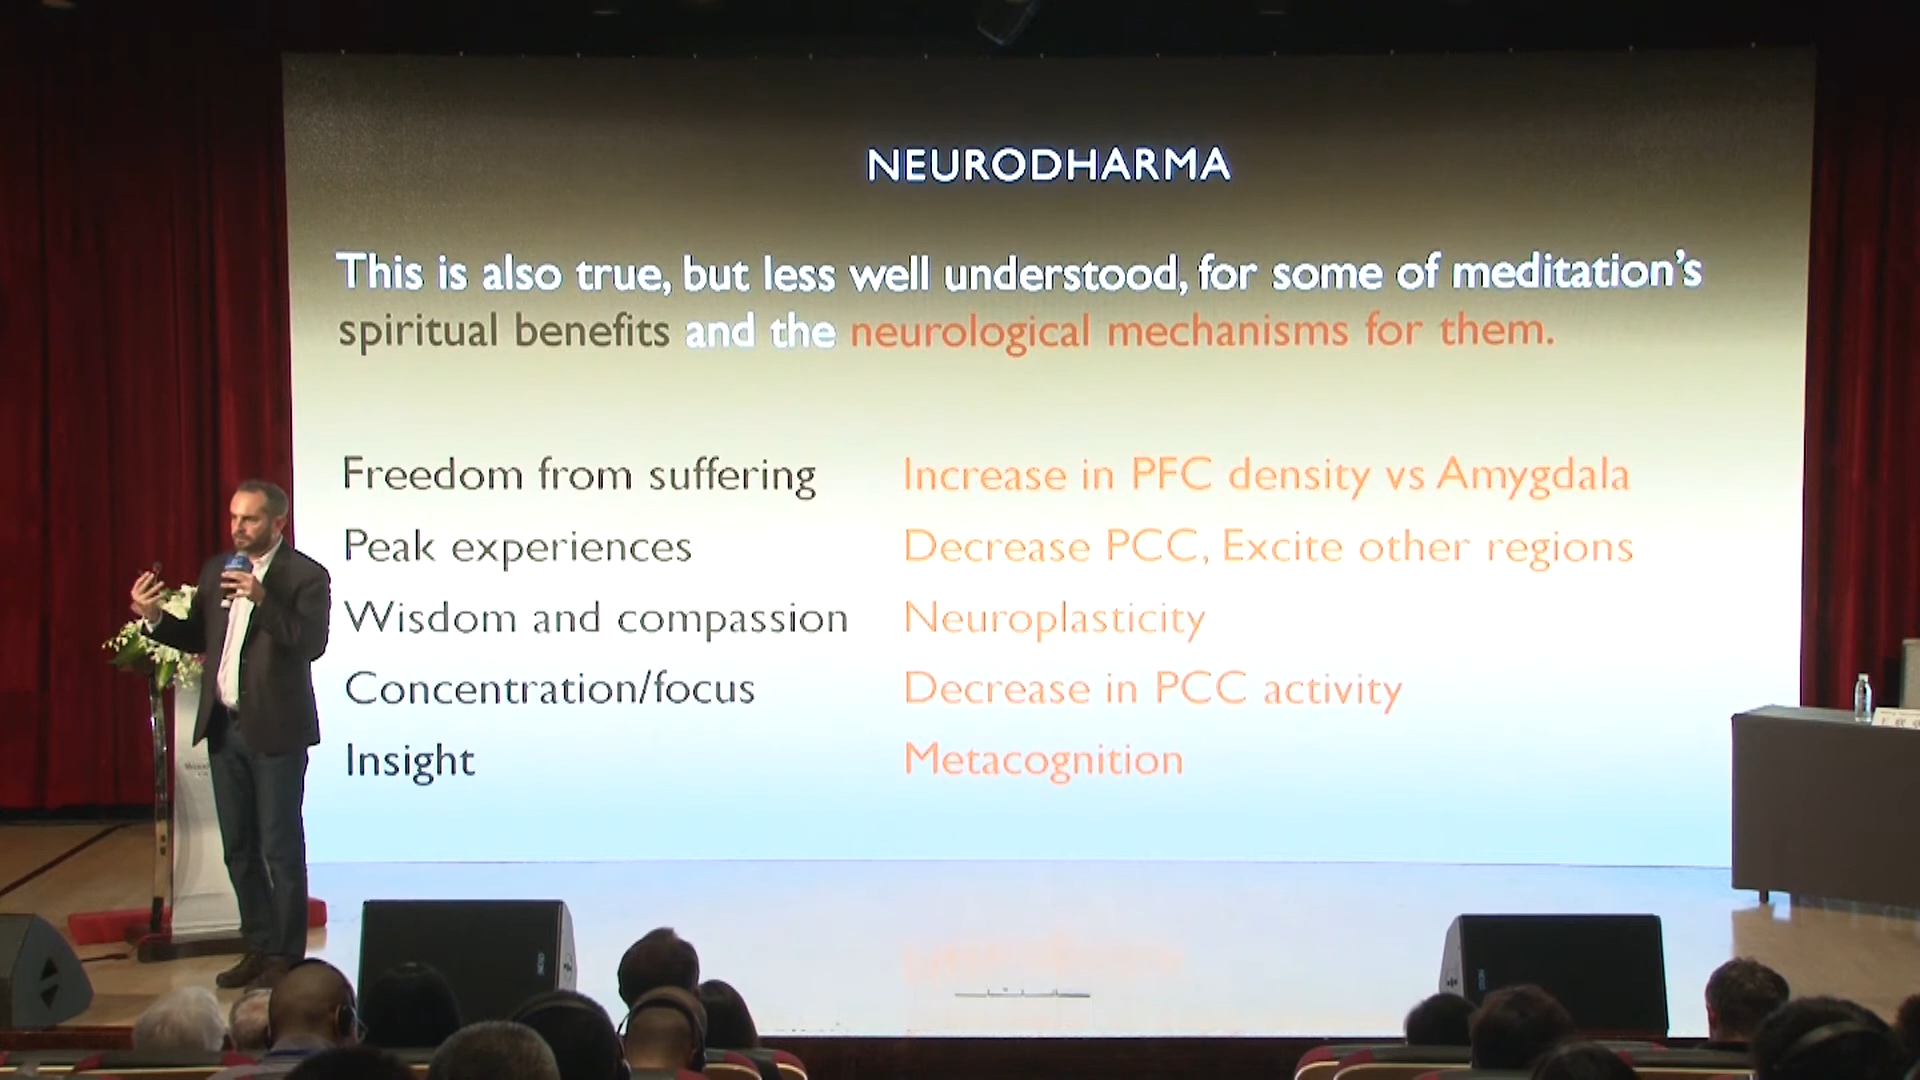 NEURODHARMA
This is also true, but less well understood, for some of meditation's
spiritual benefits and the neurological mechanisms for them.
Freedom from suffering Increase in PFC density vs Amygdala
Peak experiences Decrease PCC, Excite other regions
Wisdom and compassion Neuroplasticity
Concentration/focus Decrease in PCC activity
Insight Metacognition